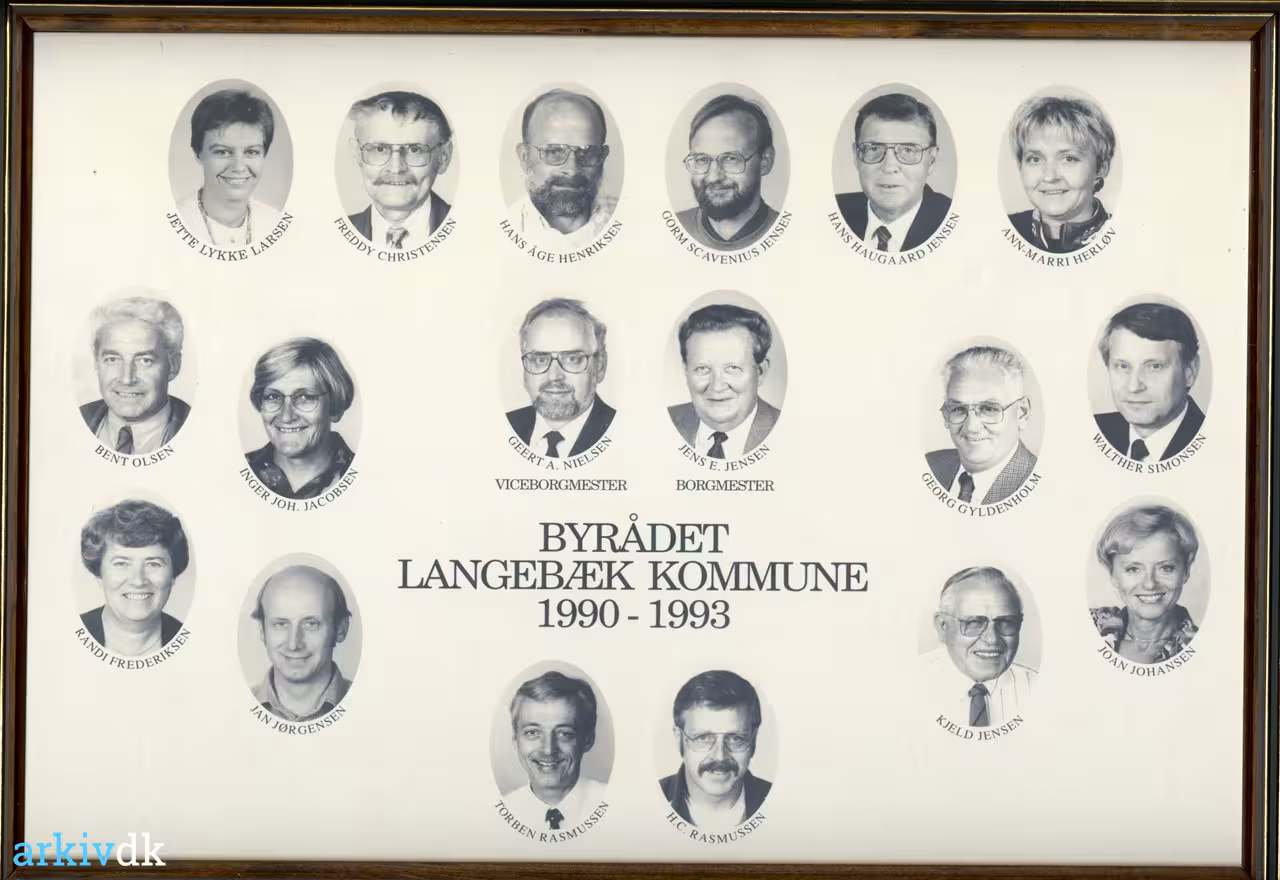 JETTE LYKKE LARSEN
FREDDY CHRISTENSEN
HANS ÅGE HENRIKSEN
GORM SCAVENIUS JENSEN
HANS HAUGAARD JENSEN
ANN-MARRI HERLØV
BENT OLSEN
INGER JOH. JACOBSEN
GEERT A. NIELSEN
VICEBORGMESTER
JENS E. JENSEN
BORGMESTER
GEORG GYLDENHOLM
WALTHER SIMONSEN
BYRÅDET
LANGEBÆK KOMMUNE
1990 - 1993
RANDI FREDERIKSEN
JAN JØRGENSEN
KJELD JENSEN
JOAN JOHANSEN
TORBEN RASMUSSEN
H.C. RASMUSSEN
arkivdk